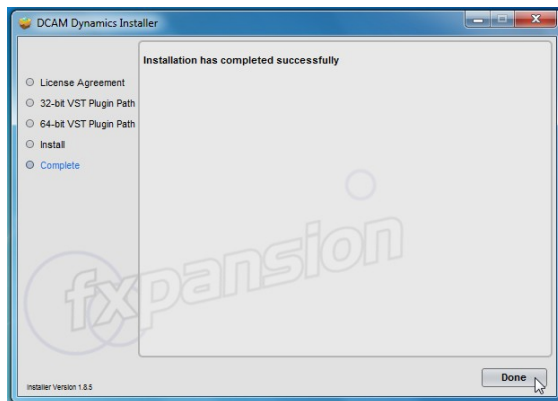 DCAM Dynamics Installer
Installation has completed successfully
License Agreement
32-bit VST Plugin Path
64-bit VST Plugin Path
Install
Complete
fxpansion
Installer Version 1.8.5
Done